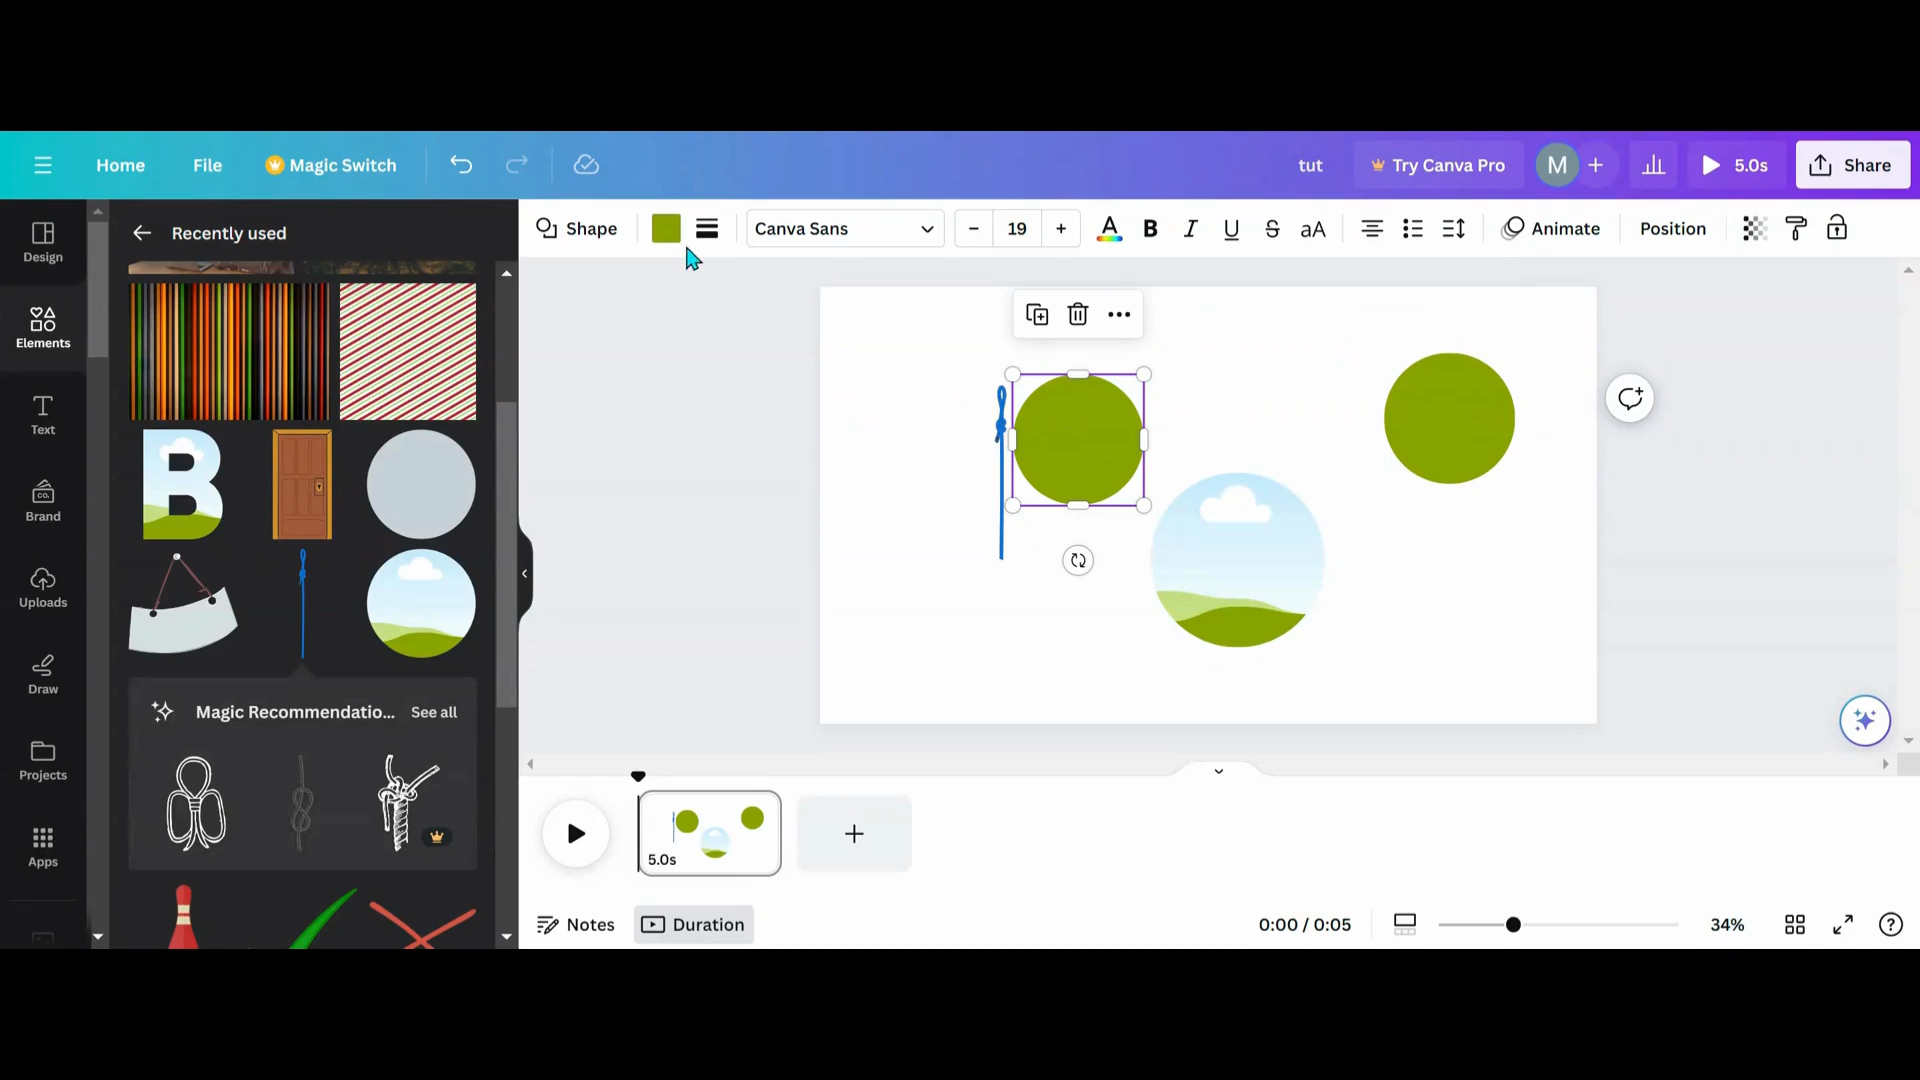 Home
File
Magic Switch
tut
Try Canva Pro
M
5.0s
Share
Design
Elements
Text
Brand
Uploads
Draw
Projects
Apps
Recently used
B
Magic Recommendatio...
See all
Shape
Canva Sans
19
A
B
I
U
S
aA
Animate
Position
5.0s
Notes
Duration
0:00 / 0:05
34%